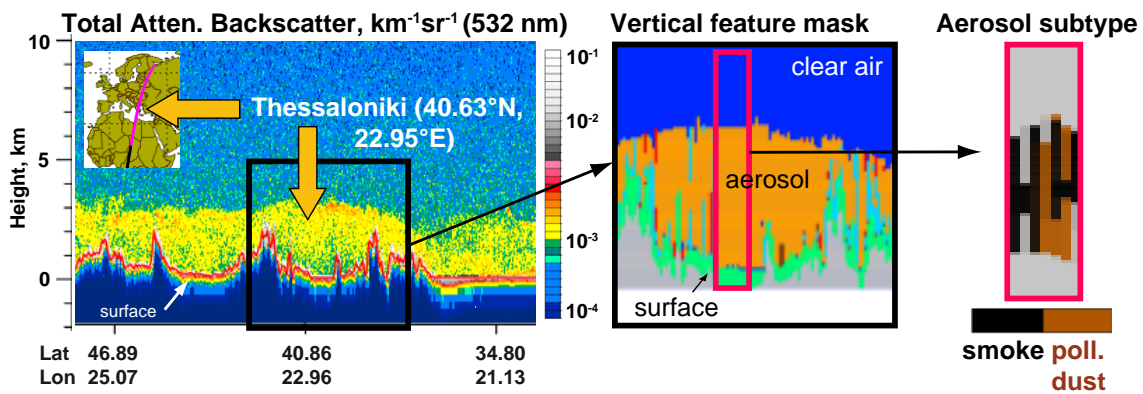 Total Atten. Backscatter, km⁻¹sr⁻¹ (532 nm)
Vertical feature mask
Aerosol subtype
10
5
0
Height, km
Thessaloniki (40.63°N,
22.95°E)
surface
10⁻¹
10⁻²
10⁻³
10⁻⁴
Lat 46.89 40.86 34.80
Lon 25.07 22.96 21.13
clear air
aerosol
surface
smoke poll.
dust